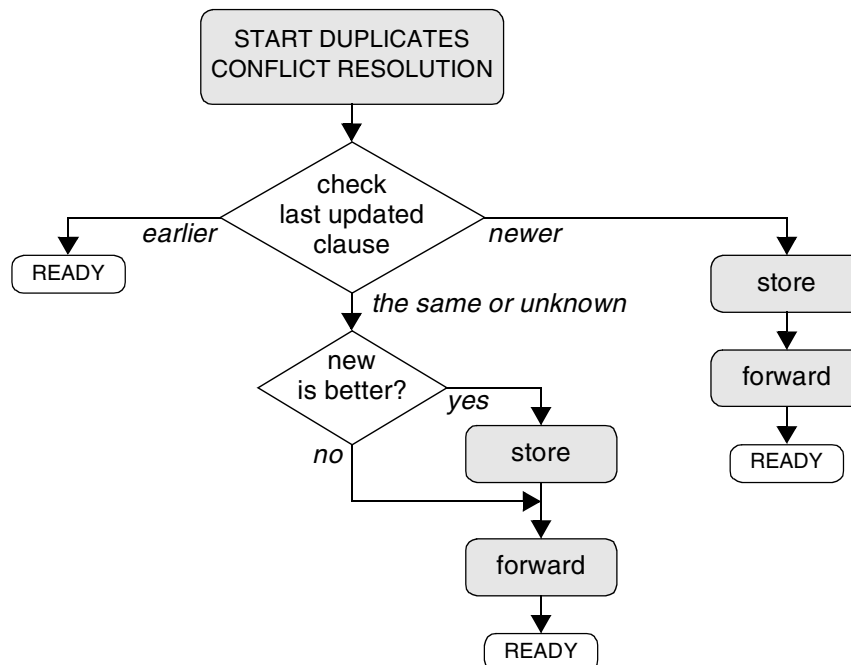 START DUPLICATES
CONFLICT RESOLUTION
check
last updated
clause
earlier
newer
READY
store
the same or unknown
new
is better?
forward
yes
no
store
READY
forward
READY